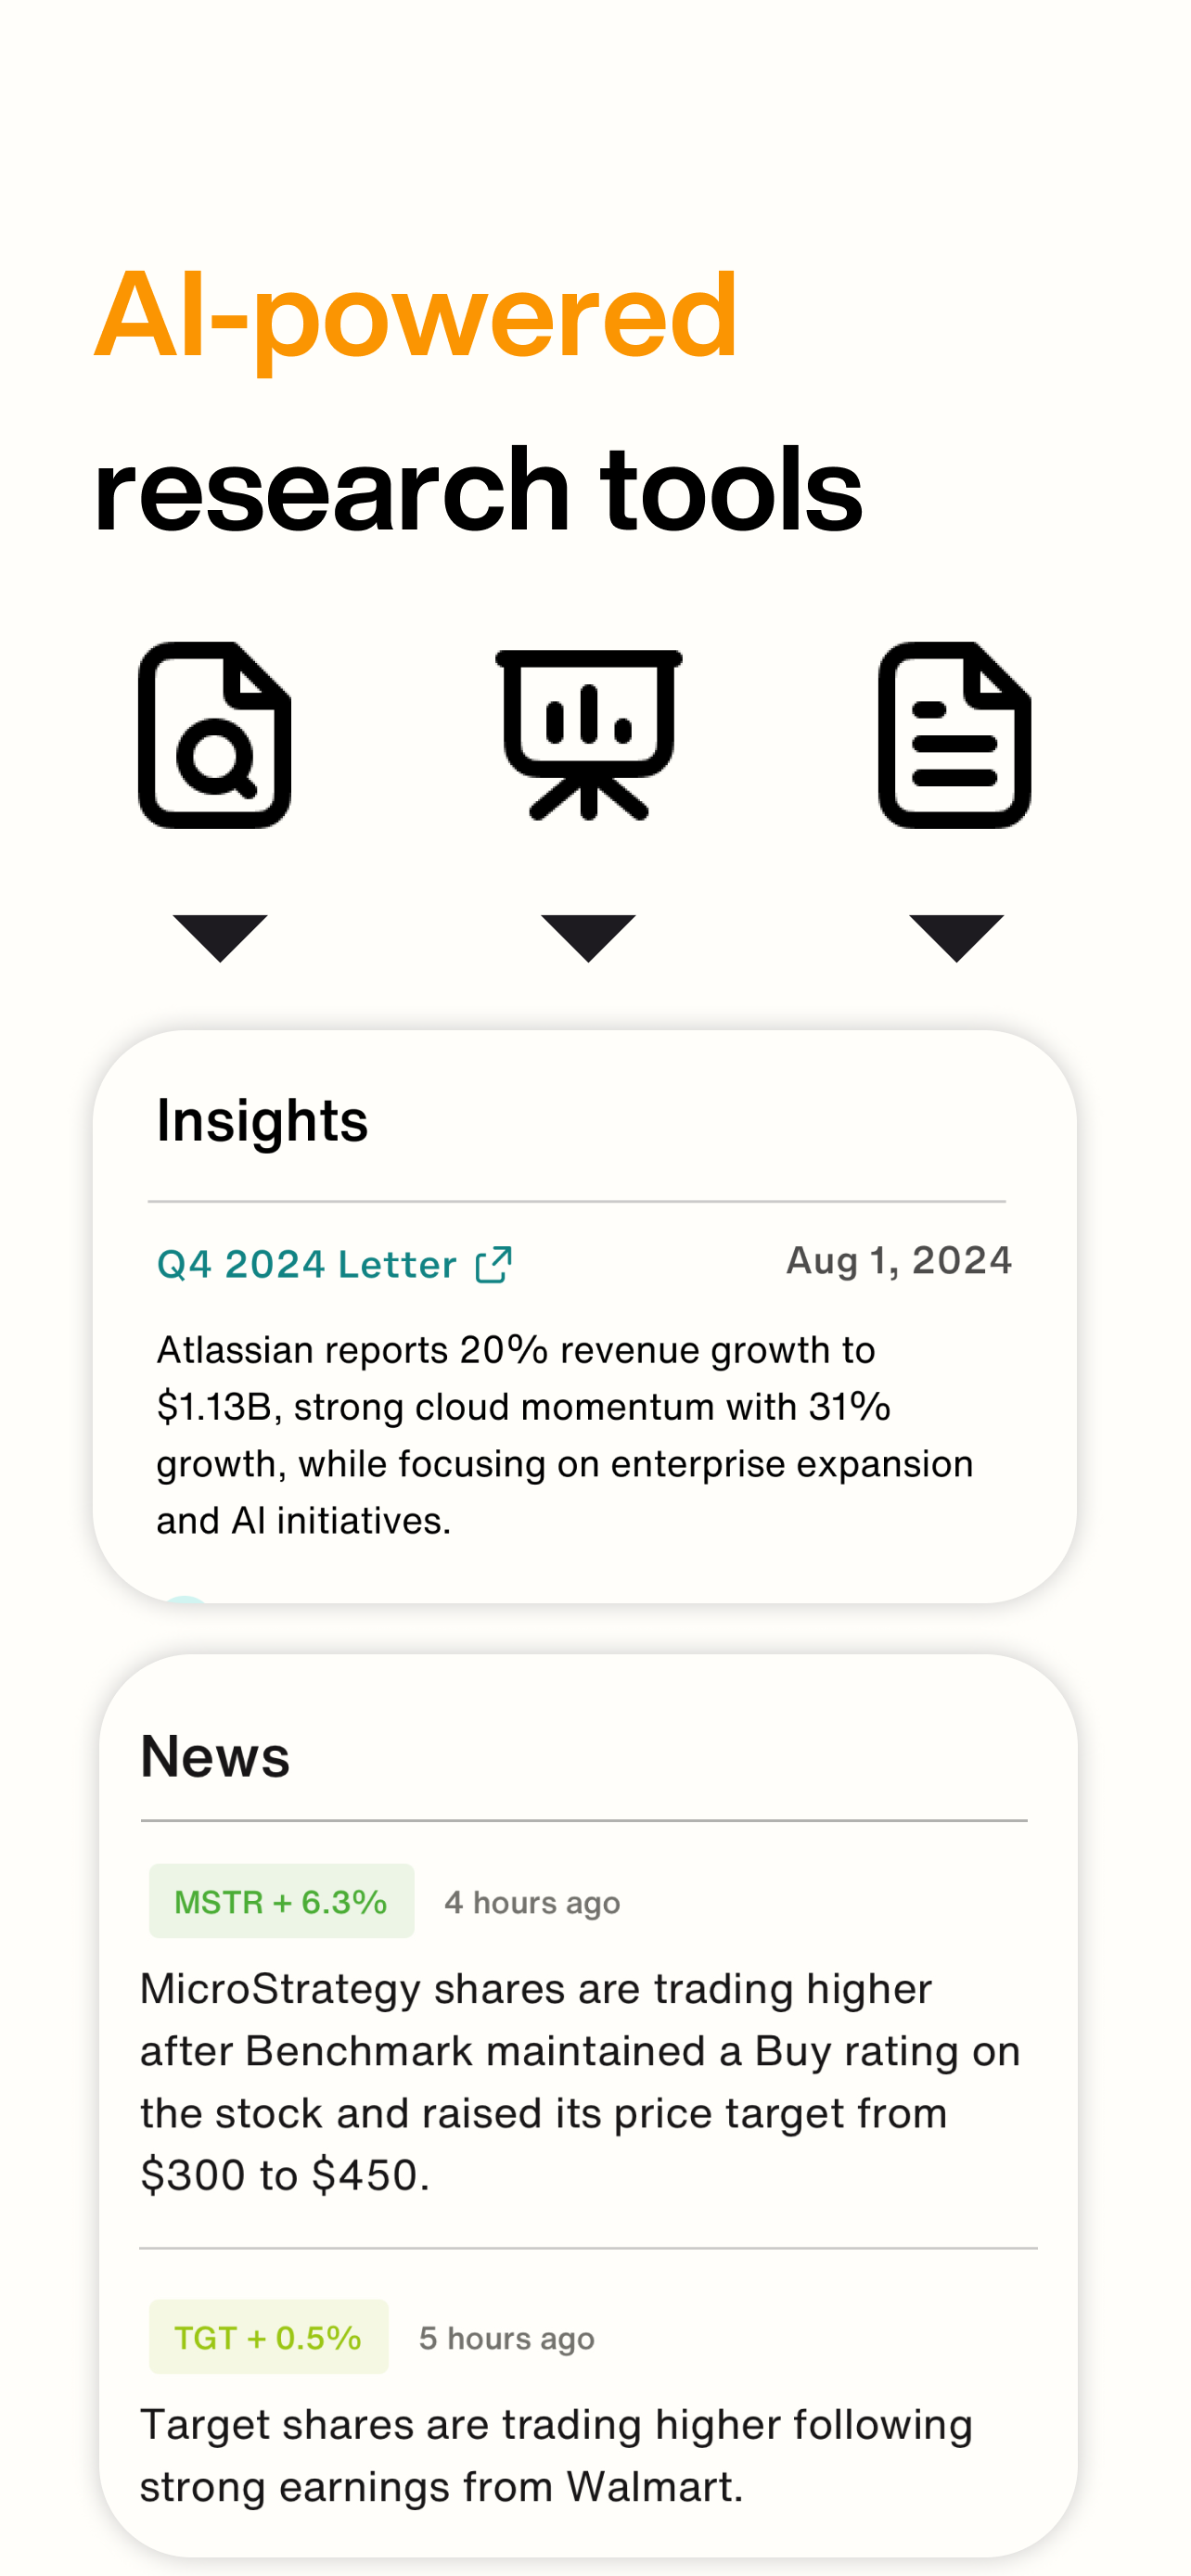 AI-powered
research tools
Insights
Q4 2024 Letter
Aug 1, 2024
Atlassian reports 20% revenue growth to
$1.13B, strong cloud momentum with 31%
growth, while focusing on enterprise expansion
and AI initiatives.
News
MSTR + 6.3%
4 hours ago
MicroStrategy shares are trading higher
after Benchmark maintained a Buy rating on
the stock and raised its price target from
$300 to $450.
TGT + 0.5%
5 hours ago
Target shares are trading higher following
strong earnings from Walmart.